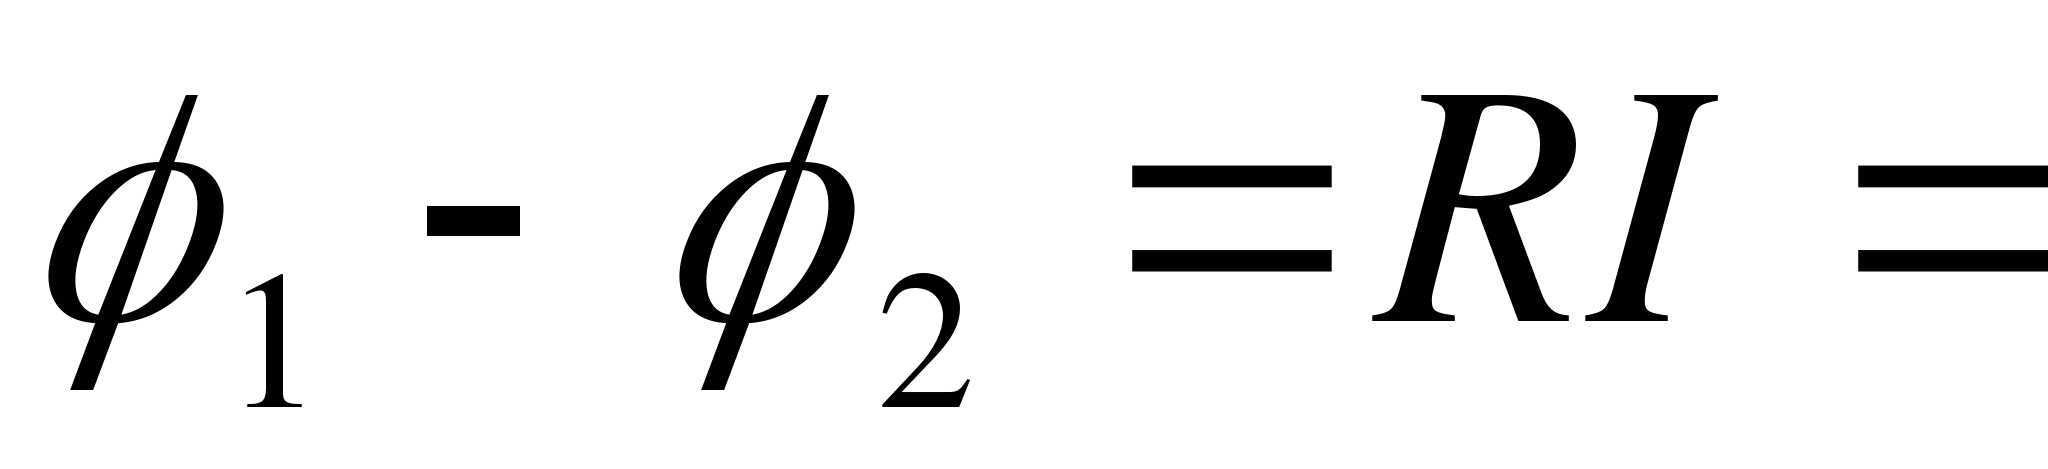 ϕ₁ - ϕ₂ = RI =